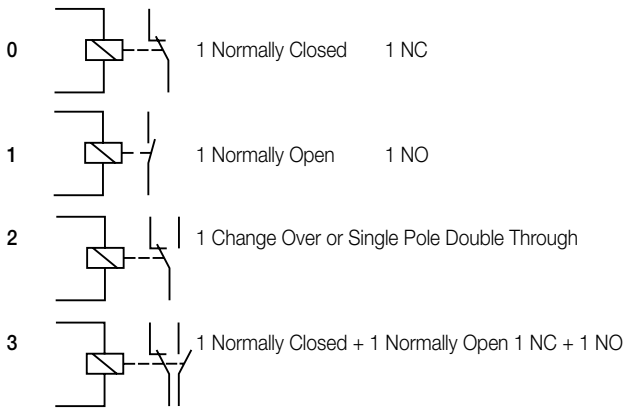 0 1 Normally Closed 1 NC
1 1 Normally Open 1 NO
2 1 Change Over or Single Pole Double Through
3 1 Normally Closed + 1 Normally Open 1 NC + 1 NO